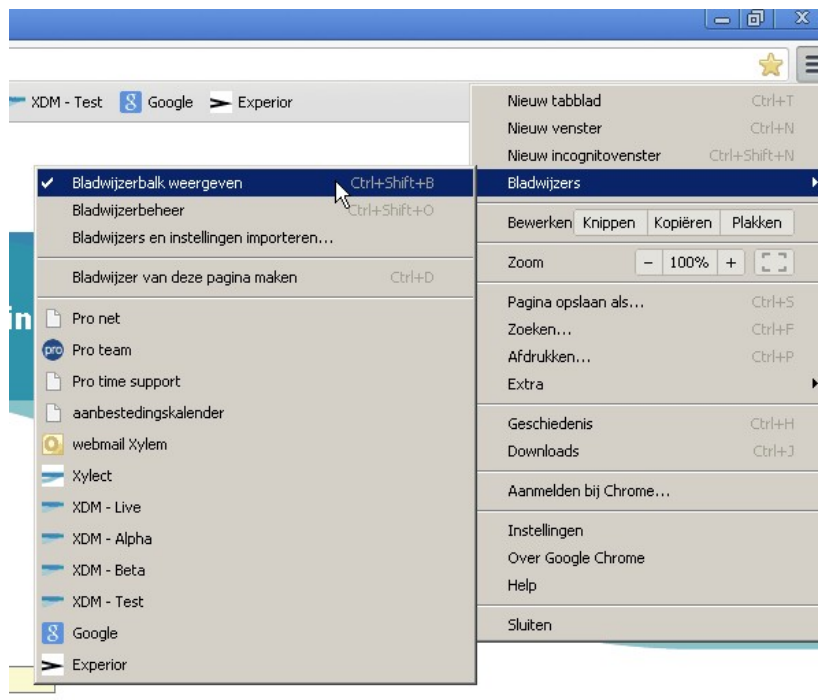 XDM - Test Google Experior
Nieuw tabblad Ctrl+T
Nieuw venster Ctrl+N
Nieuw incognitovenster Ctrl+Shift+N
Bladwijzers
Bewerken Knippen Kopiëren Plakken
Zoom - 100% +
Pagina opslaan als... Ctrl+S
Zoeken... Ctrl+F
Afdrukken... Ctrl+P
Extra
Geschiedenis Ctrl+H
Downloads Ctrl+J
Aanmelden bij Chrome...
Instellingen
Over Google Chrome
Help
Sluiten
Bladwijzerbalk weergeven Ctrl+Shift+B
Bladwijzerbeheer Ctrl+Shift+O
Bladwijzers en instellingen importeren...
Bladwijzer van deze pagina maken Ctrl+D
in
Pro net
pro Pro team
Pro time support
aanbestedingskalender
webmail Xylem
Xylect
XDM - Live
XDM - Alpha
XDM - Beta
XDM - Test
Google
Experior